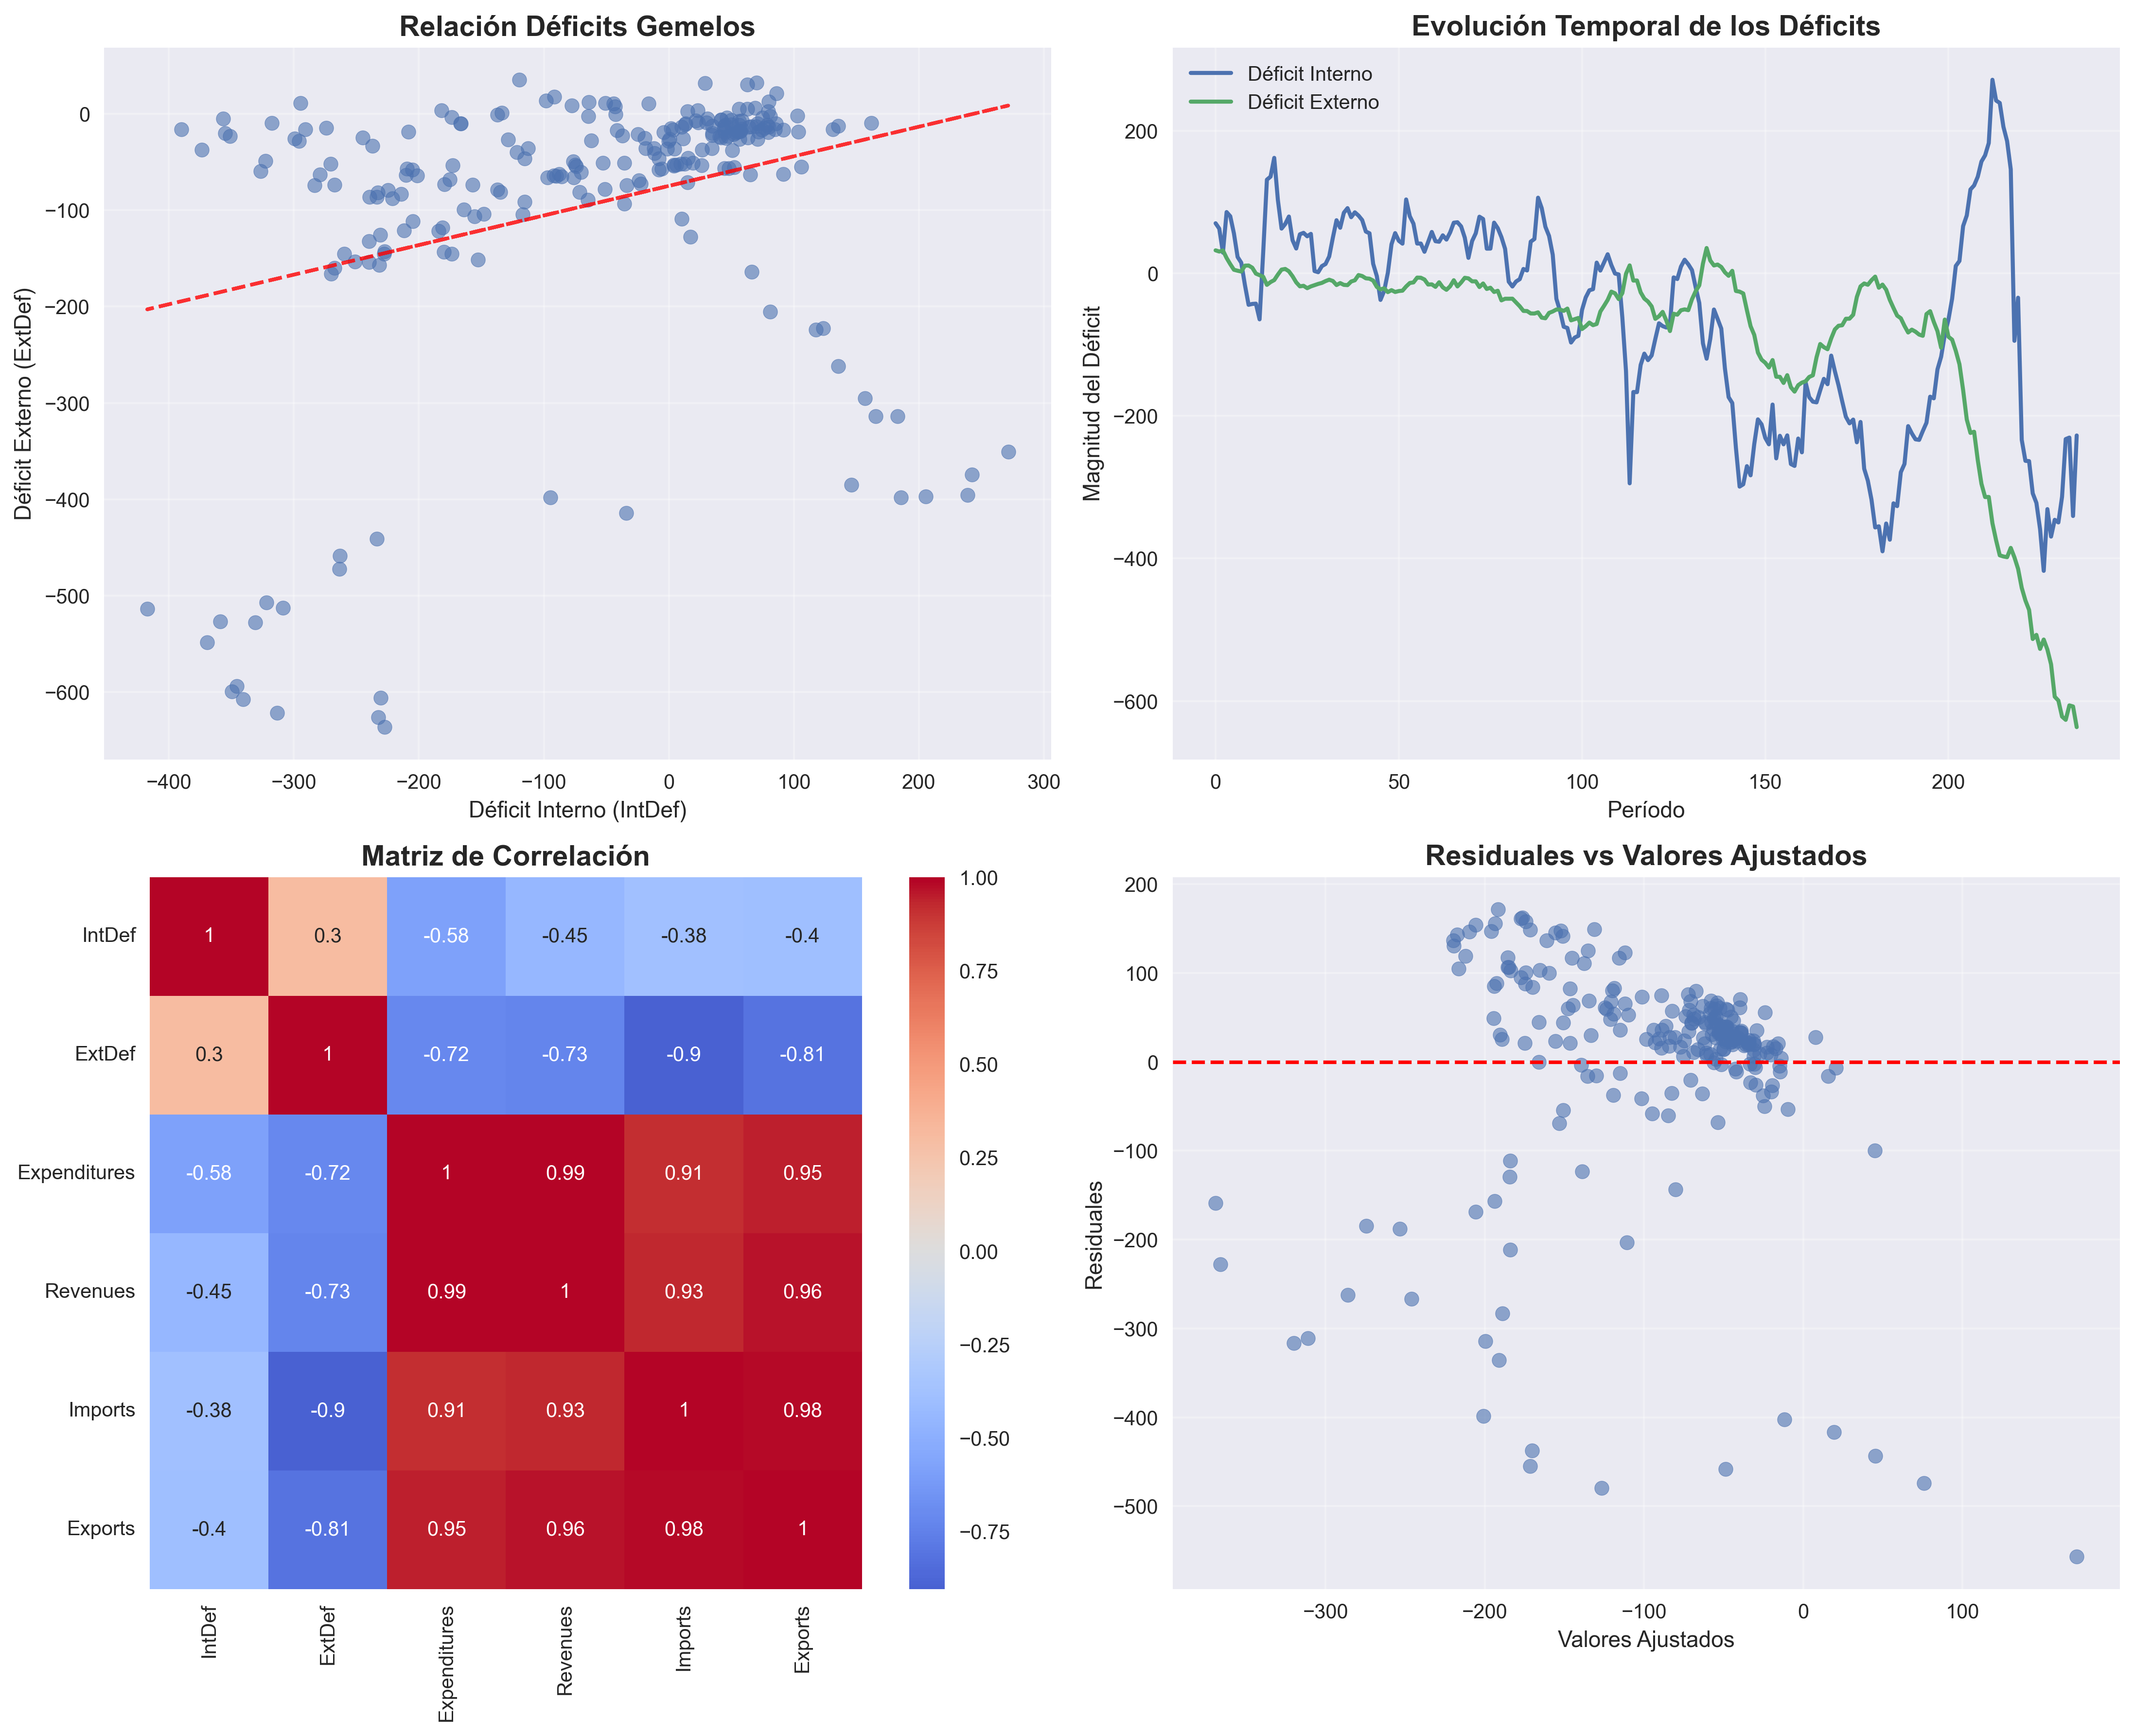 Relación Déficits Gemelos
Déficit Externo (ExtDef)
0
−100
−200
−300
−400
−500
−600
−400 −300 −200 −100 0 100 200 300
Déficit Interno (IntDef)
Evolución Temporal de los Déficits
Déficit Interno
Déficit Externo
Magnitud del Déficit
200
0
−200
−400
−600
0 50 100 150 200
Período
Matriz de Correlación
IntDef 1 0.3 -0.58 -0.45 -0.38 -0.4
ExtDef 0.3 1 -0.72 -0.73 -0.9 -0.81
Expenditures -0.58 -0.72 1 0.99 0.91 0.95
Revenues -0.45 -0.73 0.99 1 0.93 0.96
Imports -0.38 -0.9 0.91 0.93 1 0.98
Exports -0.4 -0.81 0.95 0.96 0.98 1
IntDef ExtDef Expenditures Revenues Imports Exports
1.00
0.75
0.50
0.25
0.00
−0.25
−0.50
−0.75
Residuales vs Valores Ajustados
Residuales
200
100
0
−100
−200
−300
−400
−500
−300 −200 −100 0 100
Valores Ajustados